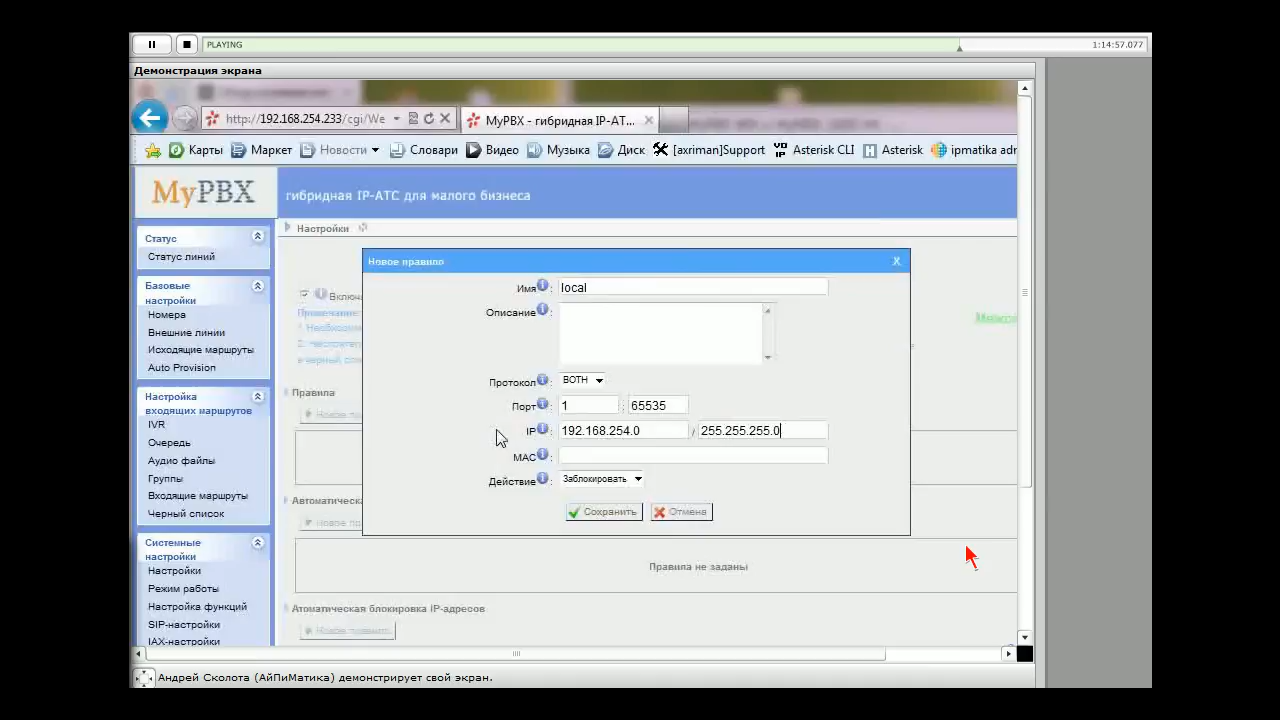 PLAYING
1:14:57.077
Демонстрация экрана
http://192.168.254.233/cgi/We
MyPBX - гибридная IP-АТ...
Карты
Маркет
Новости
Словари
Видео
Музыка
Диск
[axriman]Support
Asterisk CLI
Asterisk
ipmatika adm
MyPBX
гибридная IP-АТС для малого бизнеса
Статус
Статус линий
Базовые
настройки
Номера
Внешние линии
Исходящие маршруты
Auto Provision
Настройка
входящих маршрутов
IVR
Очередь
Аудио файлы
Группы
Входящие маршруты
Черный список
Системные
настройки
Настройки
Режим работы
Настройка функций
SIP-настройки
IAX-настройки
Настройки
Включ
Примечание
Правила
Автоматическа
Новое правило
X
Имя :
local
Описание :
Протокол :
BOTH
Порт :
1 : 65535
IP :
192.168.254.0 / 255.255.255.0
MAC :
Действие :
Заблокировать
Сохранить
Отмена
Правила не заданы
Атоматическая блокировка IP-адресов
Новое правило
Андрей Сколота (АйПиМатика) демонстрирует свой экран.